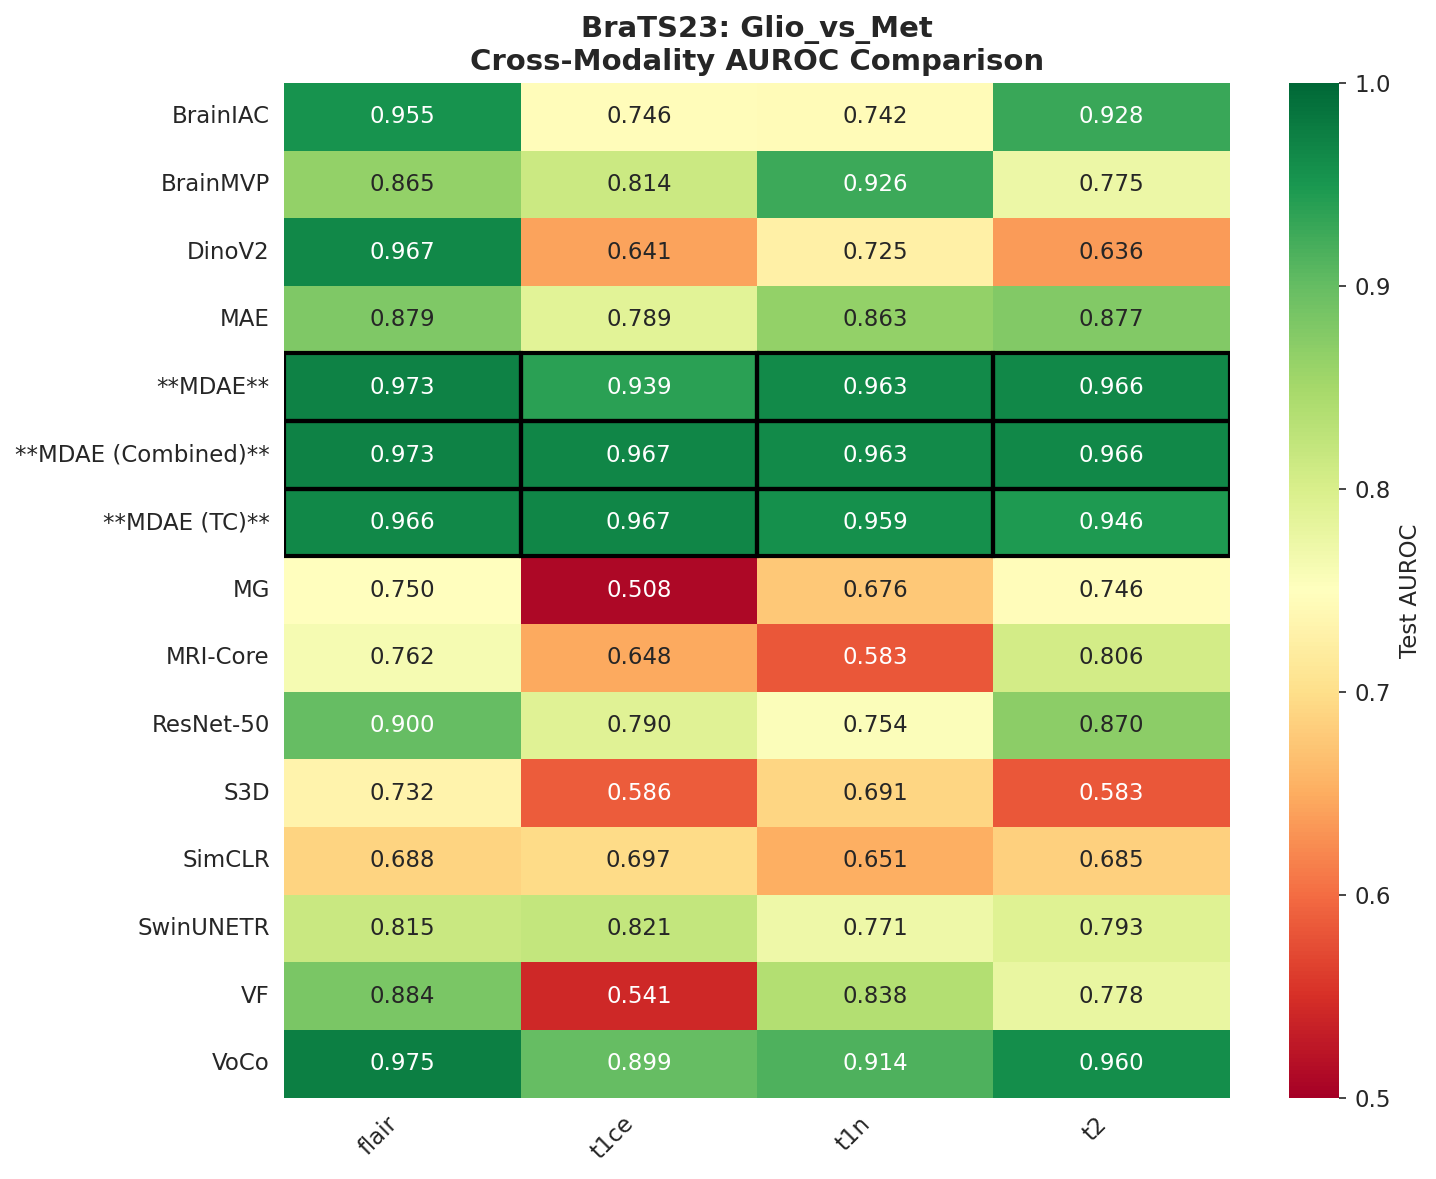 BraTS23: Glio_vs_Met
Cross-Modality AUROC Comparison
BrainIAC 0.955 0.746 0.742 0.928
BrainMVP 0.865 0.814 0.926 0.775
DinoV2 0.967 0.641 0.725 0.636
MAE 0.879 0.789 0.863 0.877
**MDAE** 0.973 0.939 0.963 0.966
**MDAE (Combined)** 0.973 0.967 0.963 0.966
**MDAE (TC)** 0.966 0.967 0.959 0.946
MG 0.750 0.508 0.676 0.746
MRI-Core 0.762 0.648 0.583 0.806
ResNet-50 0.900 0.790 0.754 0.870
S3D 0.732 0.586 0.691 0.583
SimCLR 0.688 0.697 0.651 0.685
SwinUNETR 0.815 0.821 0.771 0.793
VF 0.884 0.541 0.838 0.778
VoCo 0.975 0.899 0.914 0.960
flair t1ce t1n t2
1.0
0.9
0.8
0.7
0.6
0.5
Test AUROC